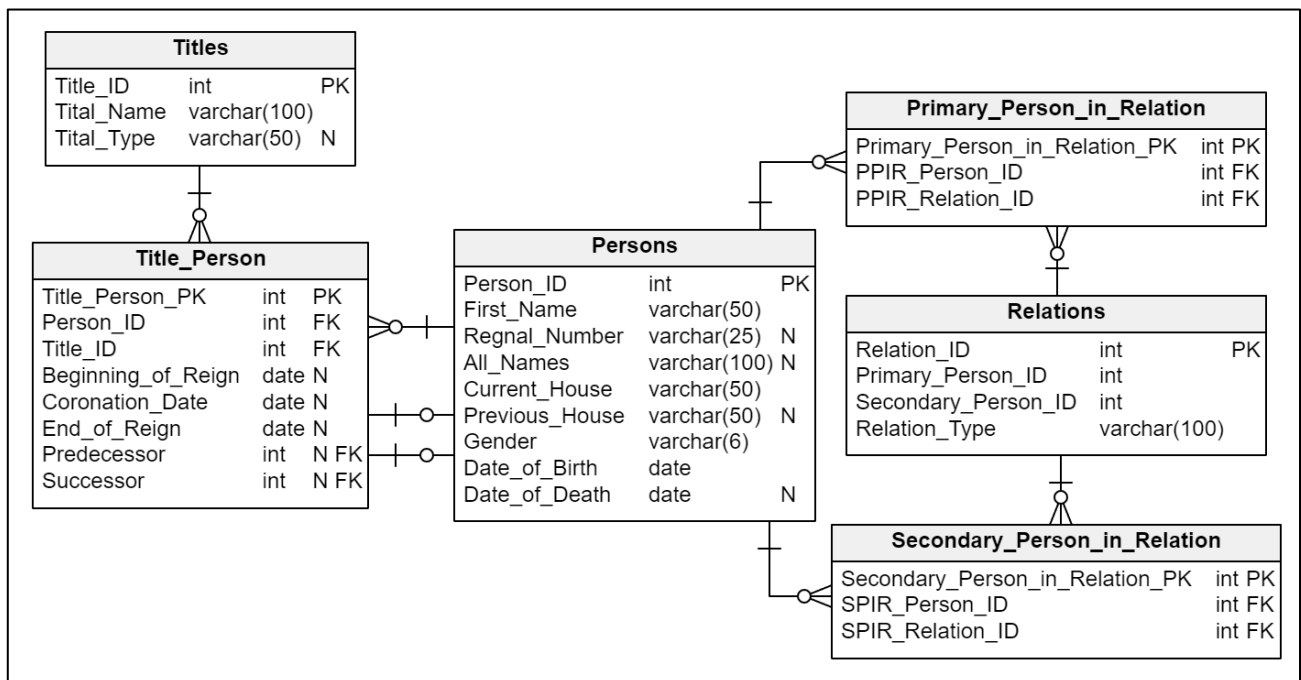 Titles
Title_ID int PK
Tital_Name varchar(100)
Tital_Type varchar(50) N
Title_Person
Title_Person_PK int PK
Person_ID int FK
Title_ID int FK
Beginning_of_Reign date N
Coronation_Date date N
End_of_Reign date N
Predecessor int N FK
Successor int N FK
Persons
Person_ID int PK
First_Name varchar(50)
Regnal_Number varchar(25) N
All_Names varchar(100) N
Current_House varchar(50)
Previous_House varchar(50) N
Gender varchar(6)
Date_of_Birth date
Date_of_Death date N
Primary_Person_in_Relation
Primary_Person_in_Relation_PK int PK
PPIR_Person_ID int FK
PPIR_Relation_ID int FK
Relations
Relation_ID int PK
Primary_Person_ID int
Secondary_Person_ID int
Relation_Type varchar(100)
Secondary_Person_in_Relation
Secondary_Person_in_Relation_PK int PK
SPIR_Person_ID int FK
SPIR_Relation_ID int FK